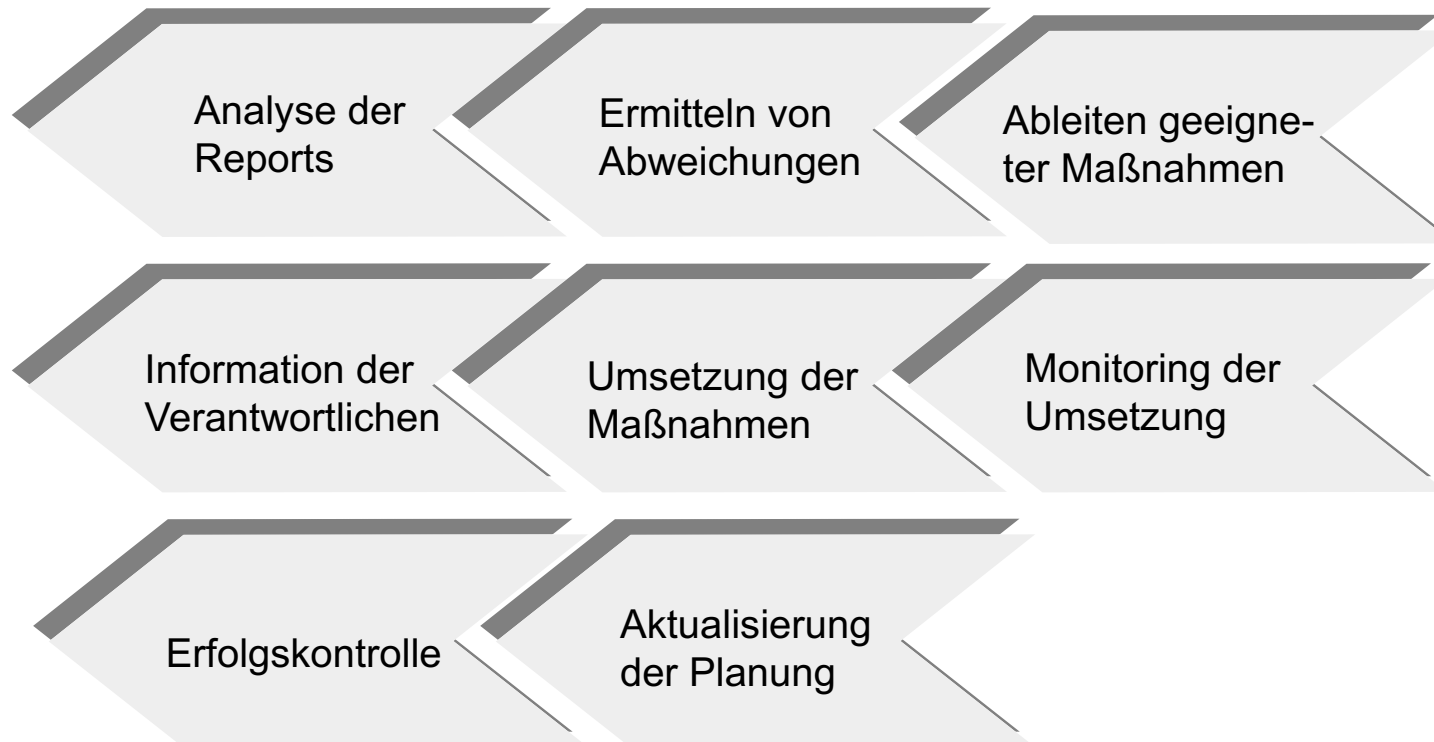 Analyse der
Reports
Ermitteln von
Abweichungen
Ableiten geeigne-
ter Maßnahmen
Information der
Verantwortlichen
Umsetzung der
Maßnahmen
Monitoring der
Umsetzung
Erfolgskontrolle
Aktualisierung
der Planung